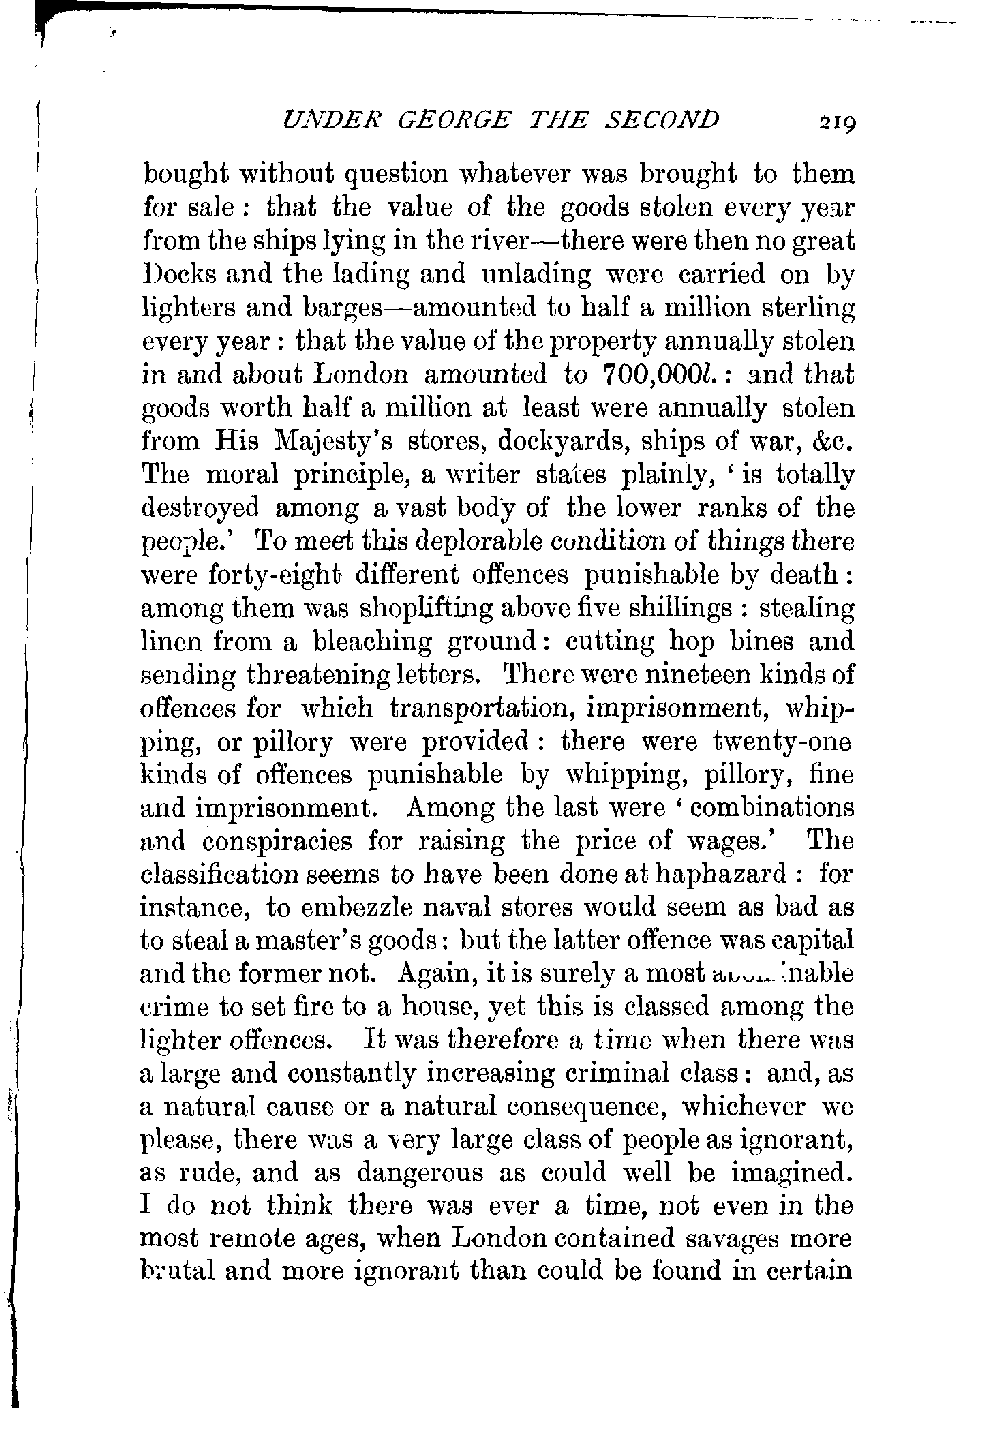 UNDER GEORGE THE SECOND 219
bought without question whatever was brought to them
for sale : that the value of the goods stolen every year
from the ships lying in the river—there were then no great
Docks and the lading and unlading were carried on by
lighters and barges—amounted to half a million sterling
every year : that the value of the property annually stolen
in and about London amounted to 700,000l. : and that
goods worth half a million at least were annually stolen
from His Majesty's stores, dockyards, ships of war, &c.
The moral principle, a writer states plainly, ‘ is totally
destroyed among a vast body of the lower ranks of the
people.’ To meet this deplorable condition of things there
were forty-eight different offences punishable by death :
among them was shoplifting above five shillings : stealing
linen from a bleaching ground : cutting hop bines and
sending threatening letters. There were nineteen kinds of
offences for which transportation, imprisonment, whip-
ping, or pillory were provided : there were twenty-one
kinds of offences punishable by whipping, pillory, fine
and imprisonment. Among the last were ‘ combinations
and conspiracies for raising the price of wages.’ The
classification seems to have been done at haphazard : for
instance, to embezzle naval stores would seem as bad as
to steal a master's goods : but the latter offence was capital
and the former not. Again, it is surely a most
crime to set fire to a house, yet this is classed among the
lighter offences. It was therefore a time when there was
a large and constantly increasing criminal class : and, as
a natural cause or a natural consequence, whichever we
please, there was a very large class of people as ignorant,
as rude, and as dangerous as could well be imagined.
I do not think there was ever a time, not even in the
most remote ages, when London contained savages more
brutal and more ignorant than could be found in certain